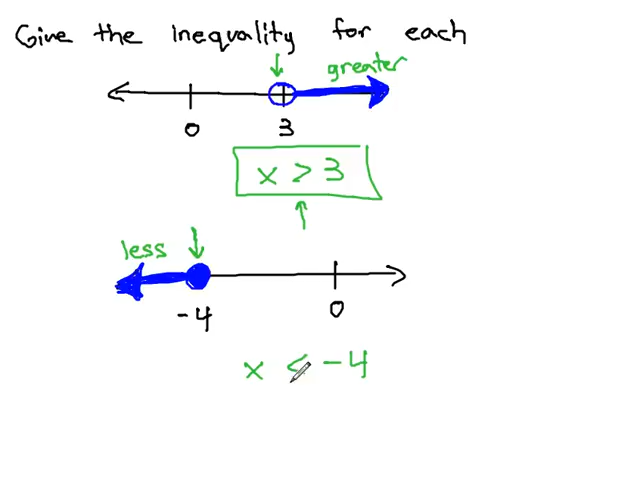 Give the inequality for each
greater
0 3
x > 3
less
-4 0
x < -4